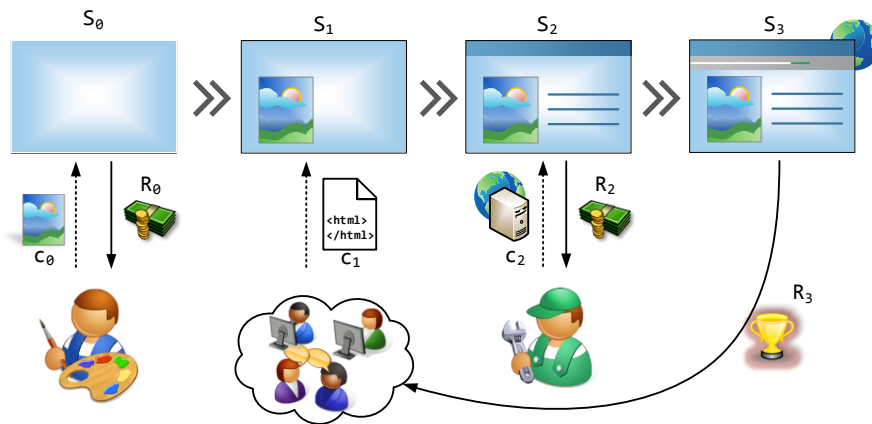 S₀
S₁
S₂
S₃
R₀
c₀
<html>
</html>
c₁
R₂
c₂
R₃